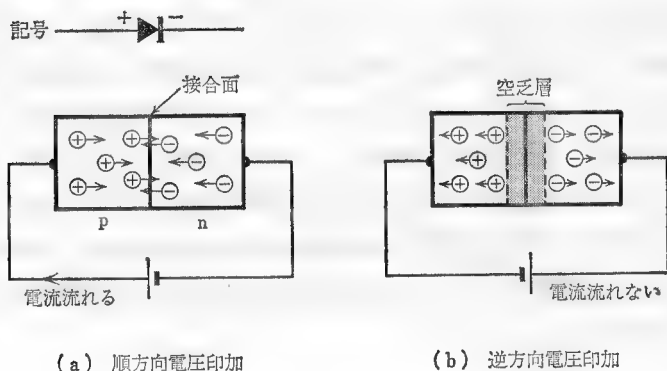 記号
+ −
接合面
空乏層
p n
電流流れる
電流流れない
(a) 順方向電圧印加
(b) 逆方向電圧印加